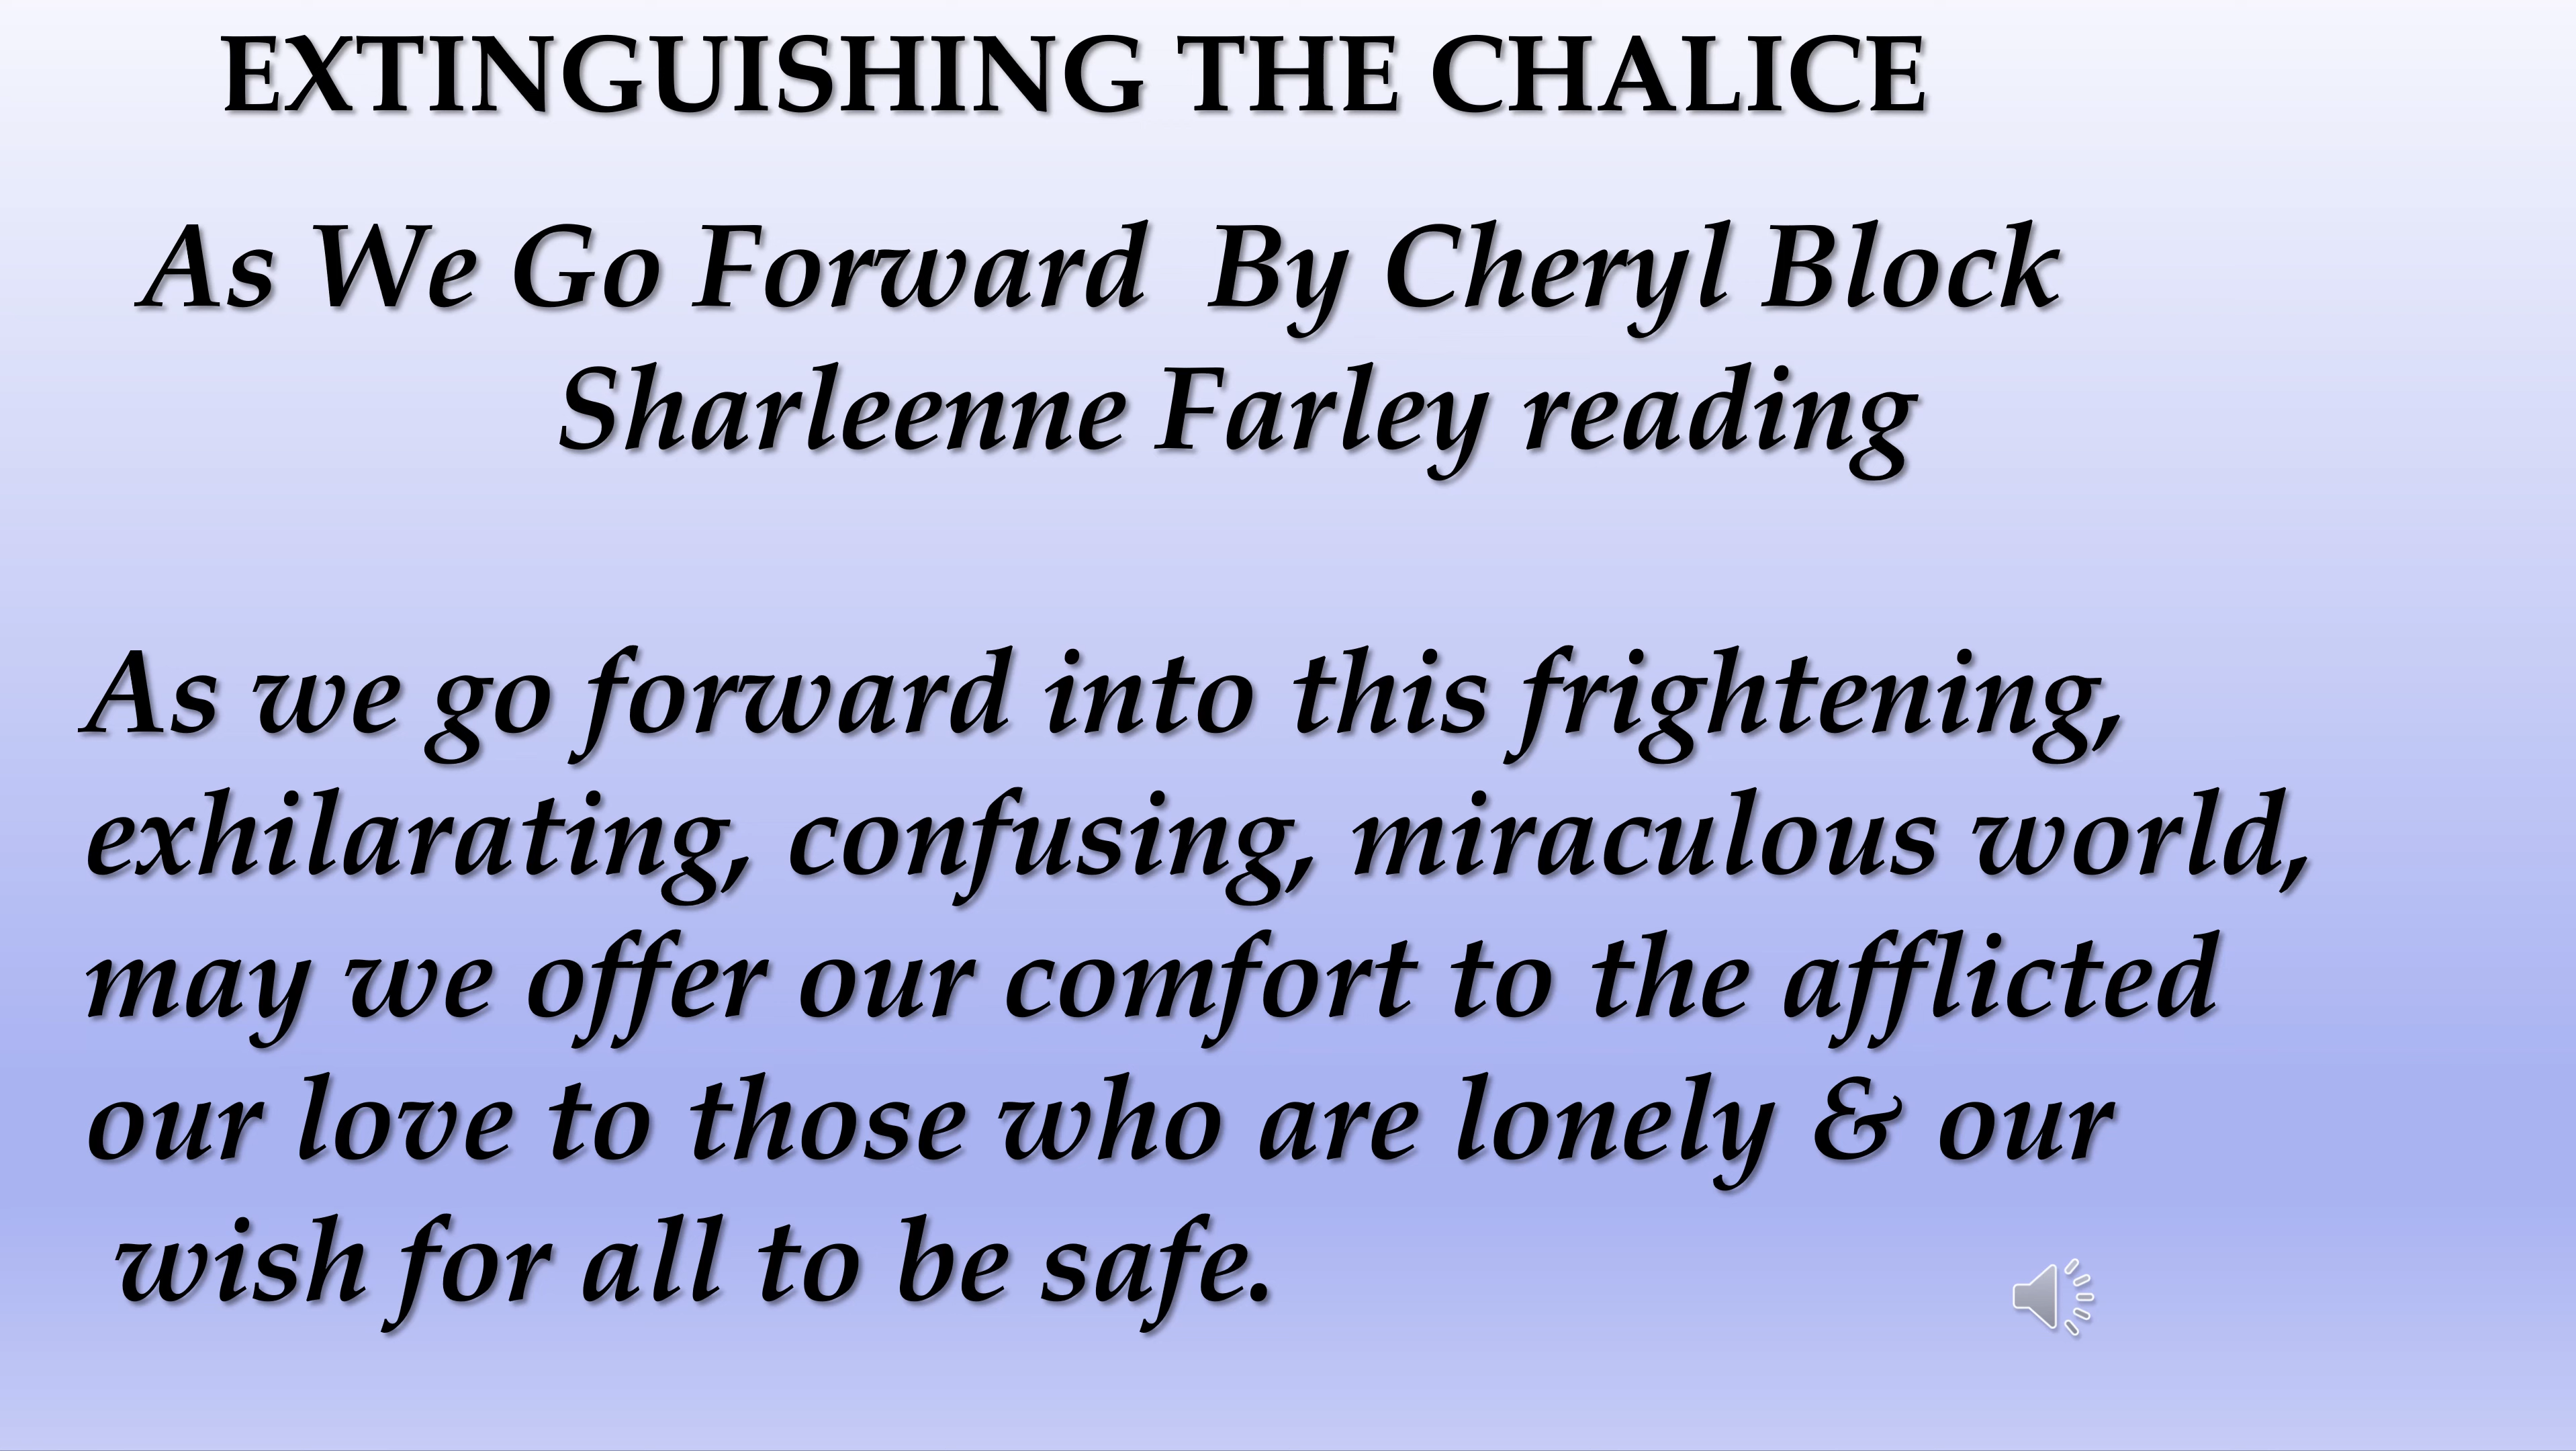 EXTINGUISHING THE CHALICE
As We Go Forward  By Cheryl Block
Sharleenne Farley reading
As we go forward into this frightening,
exhilarating, confusing, miraculous world,
may we offer our comfort to the afflicted
our love to those who are lonely & our
wish for all to be safe.